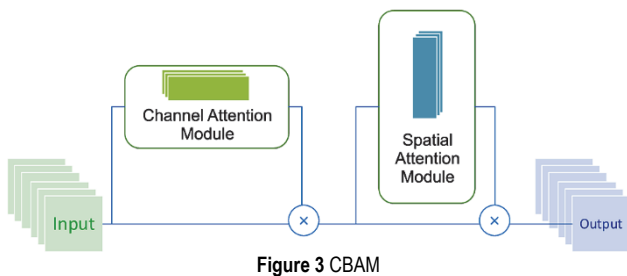 Channel Attention
Module
Spatial
Attention
Module
Input
×
×
Output
Figure 3 CBAM